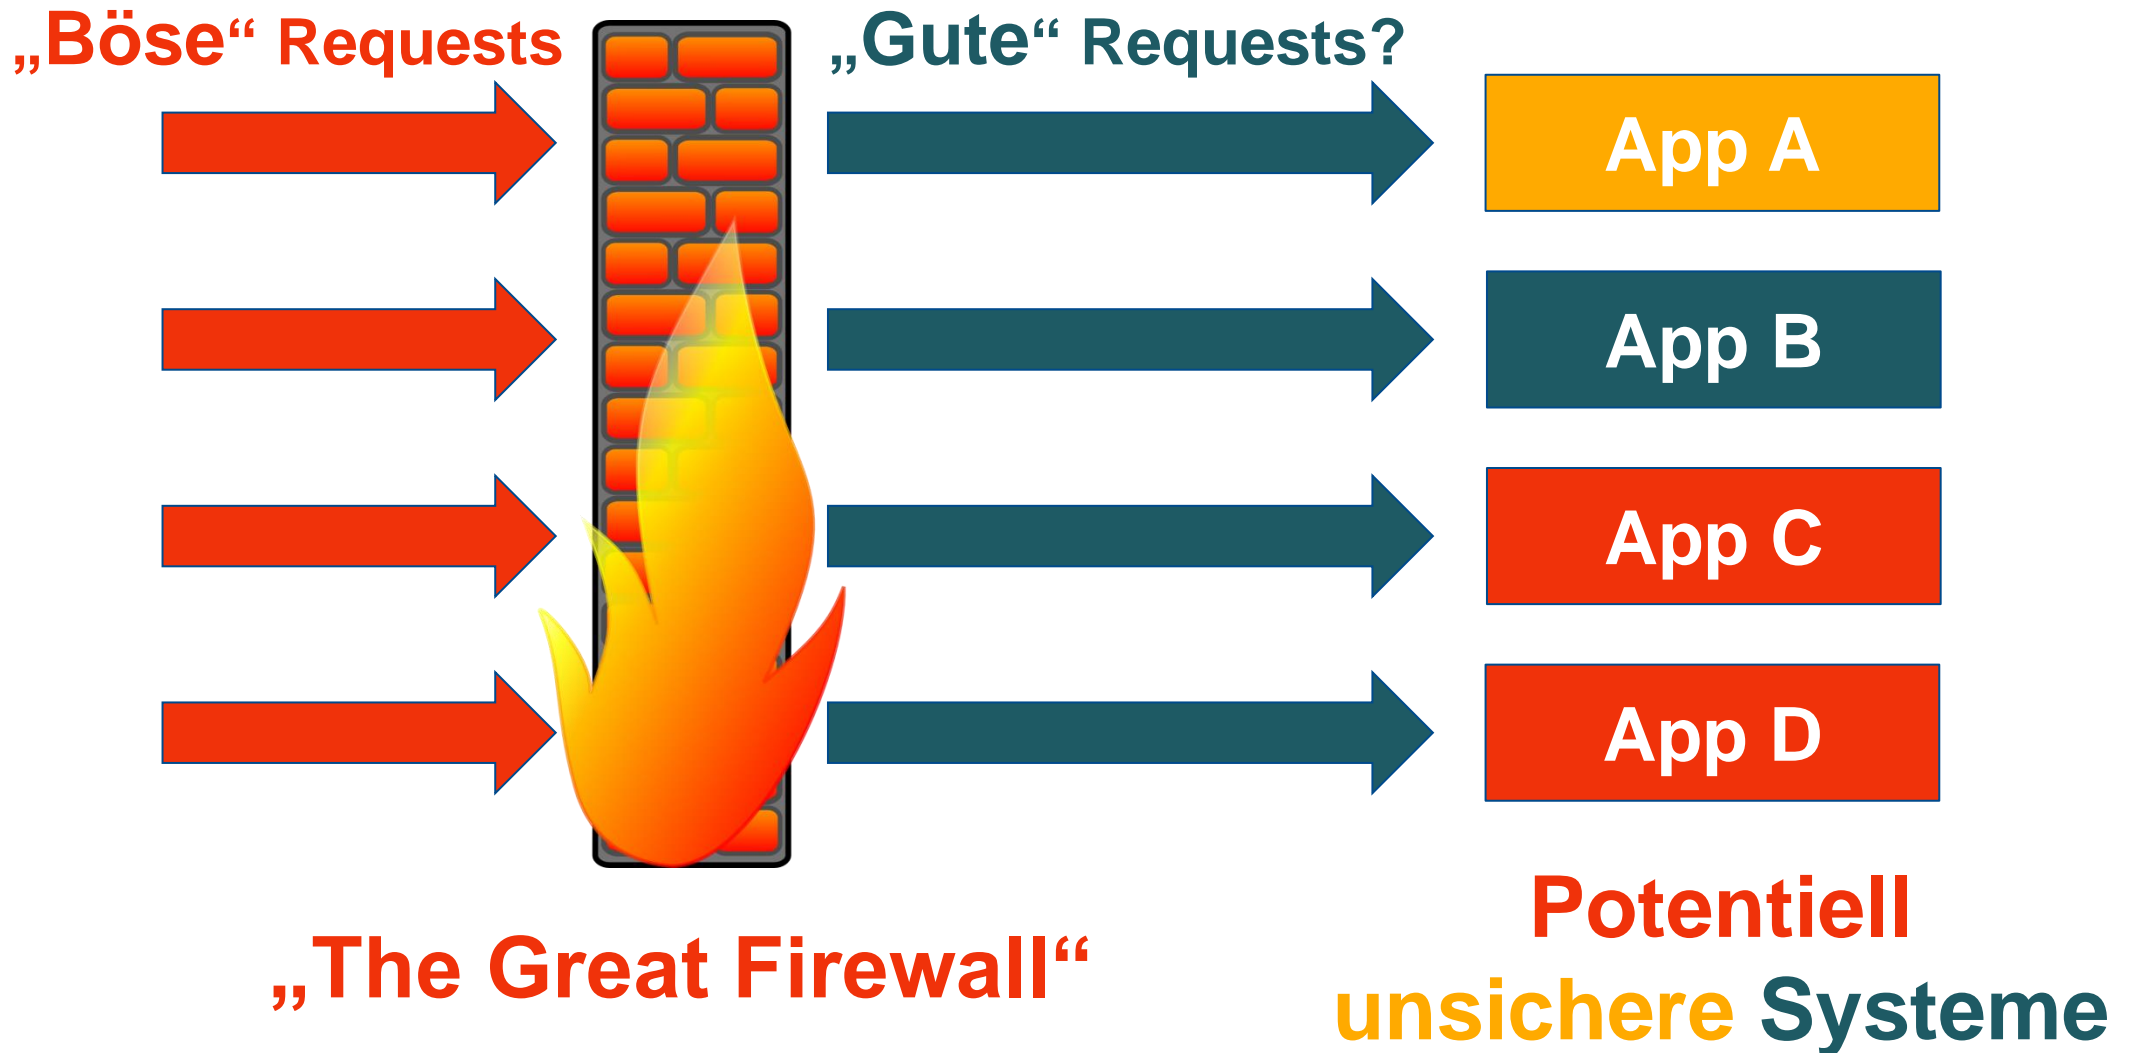 „Böse“ Requests
„Gute“ Requests?
App A
App B
App C
App D
„The Great Firewall“
Potentiell
unsichere Systeme